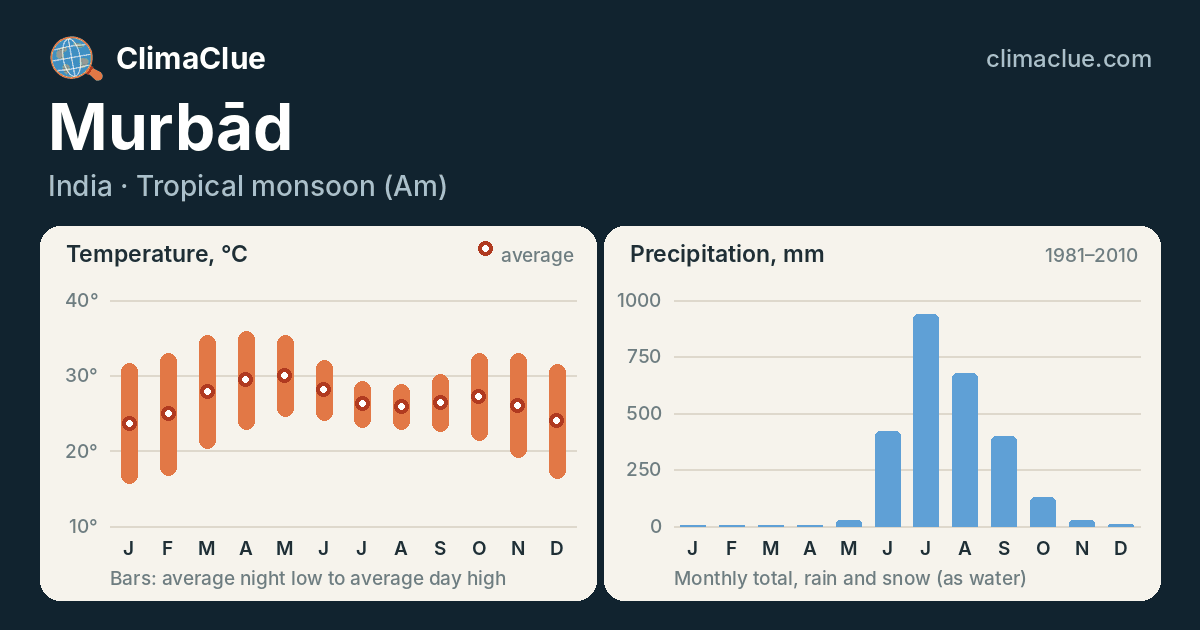 ClimaClue
climaclue.com
Murbād
India · Tropical monsoon (Am)
Temperature, °C
average
40°
30°
20°
10°
J F M A M J J A S O N D
Bars: average night low to average day high
Precipitation, mm
1981–2010
1000
750
500
250
0
J F M A M J J A S O N D
Monthly total, rain and snow (as water)